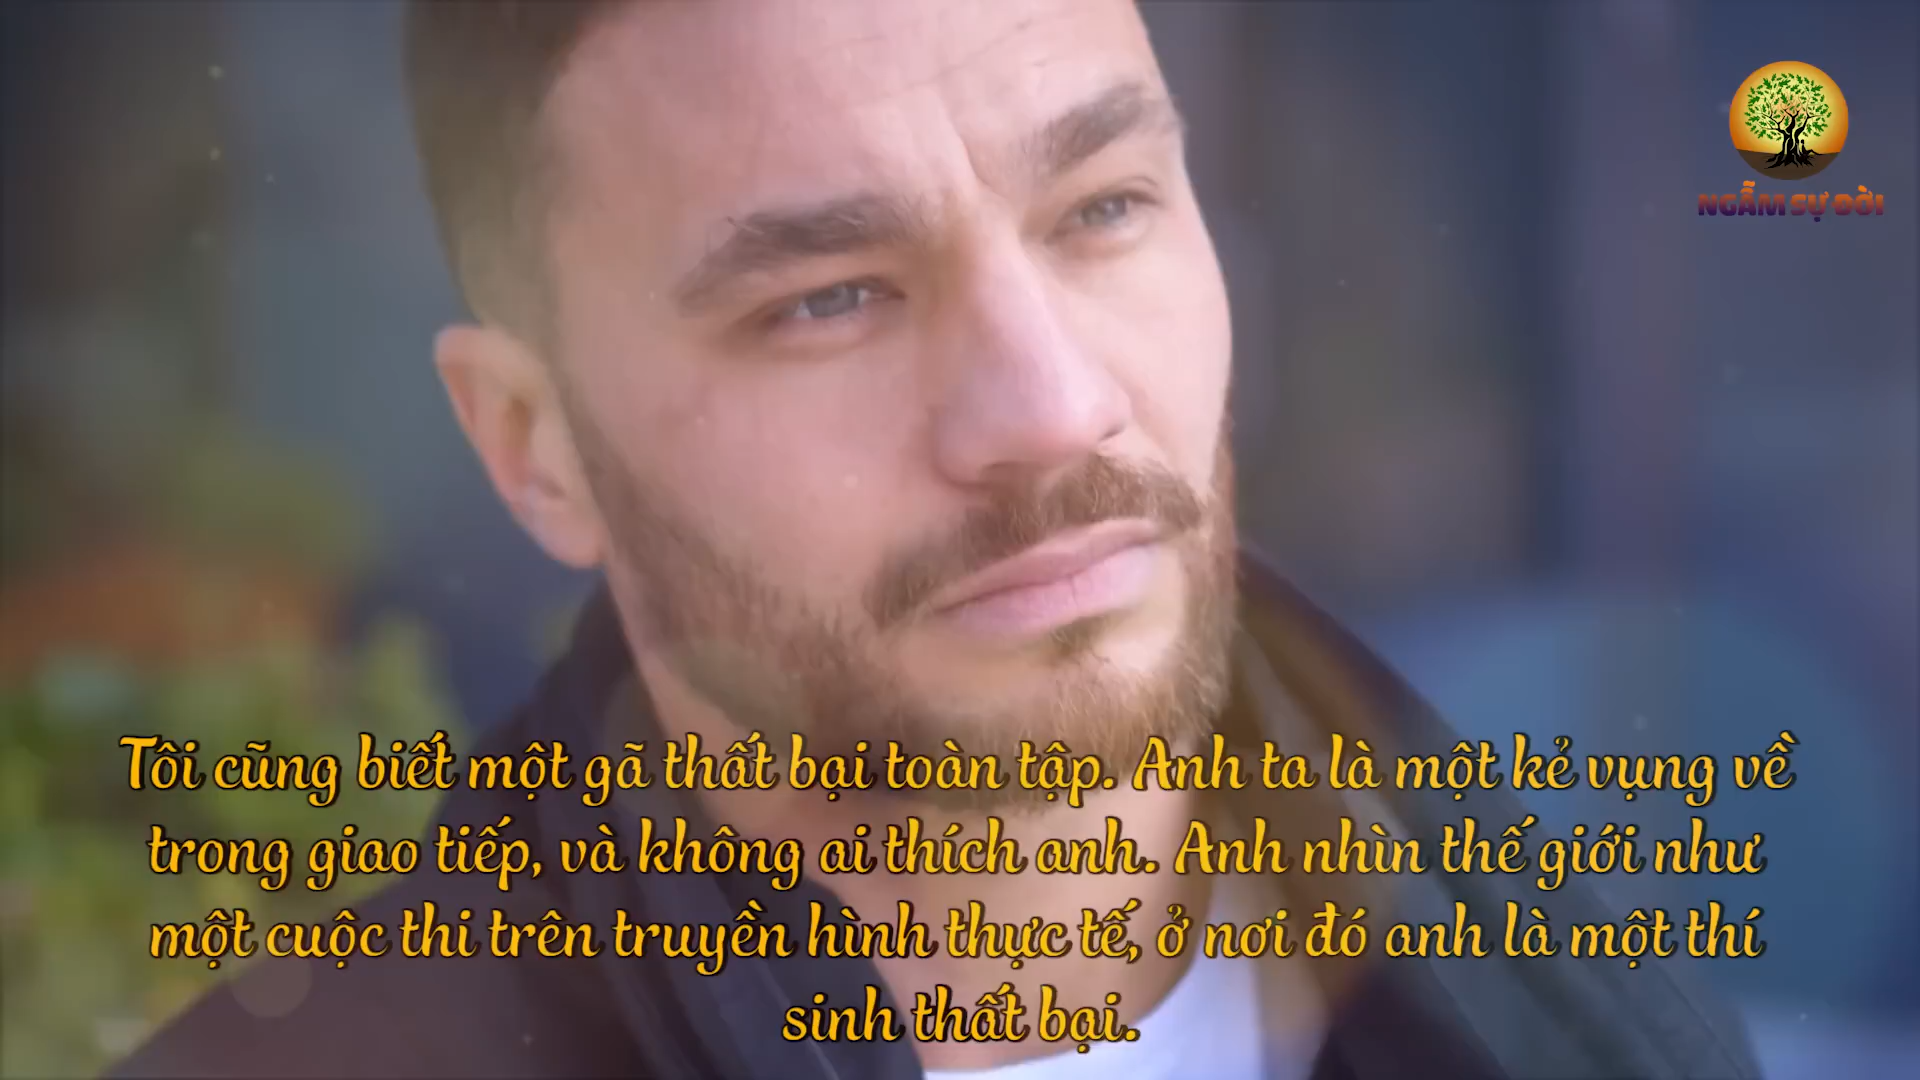 NGẪM SỰ ĐỜI
Tôi cũng biết một gã thất bại toàn tập. Anh ta là một kẻ vụng về
trong giao tiếp, và không ai thích anh. Anh nhìn thế giới như
một cuộc thi trên truyền hình thực tế, ở nơi đó anh là một thí
sinh thất bại.